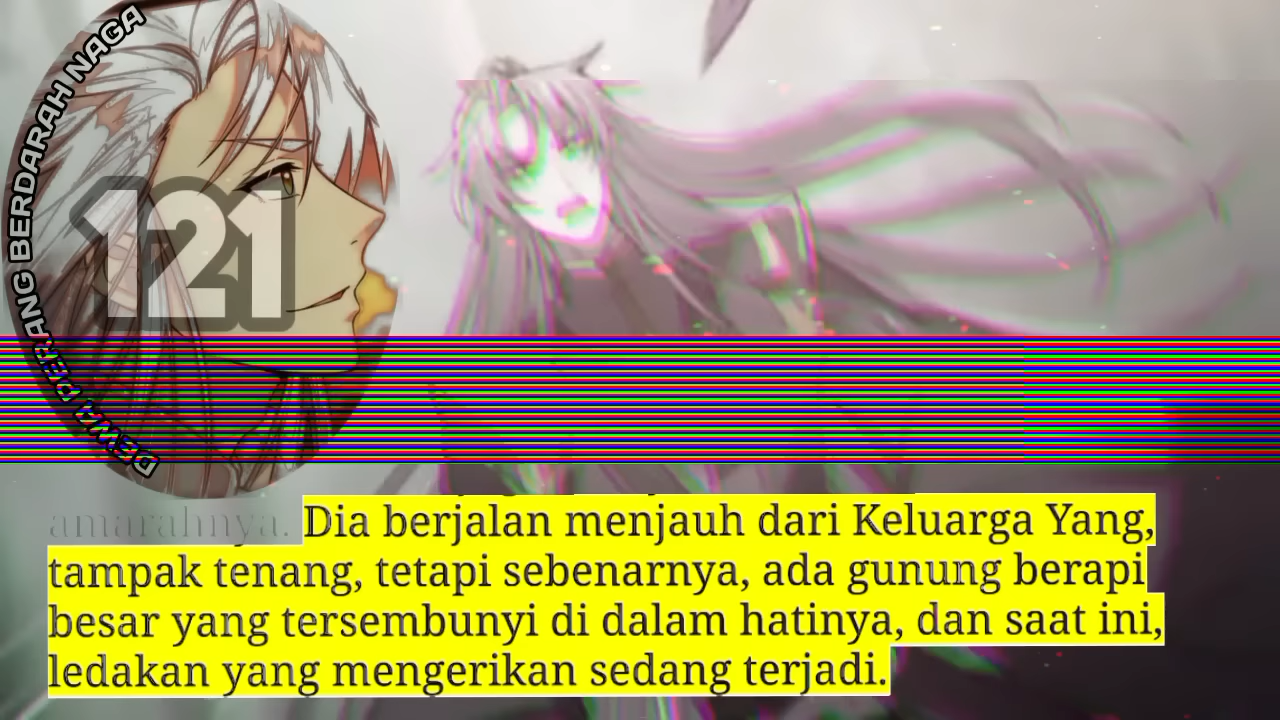 DEWA PERANG BERDARAH NAGA
121
amarahnya. Dia berjalan menjauh dari Keluarga Yang,
tampak tenang, tetapi sebenarnya, ada gunung berapi
besar yang tersembunyi di dalam hatinya, dan saat ini,
ledakan yang mengerikan sedang terjadi.